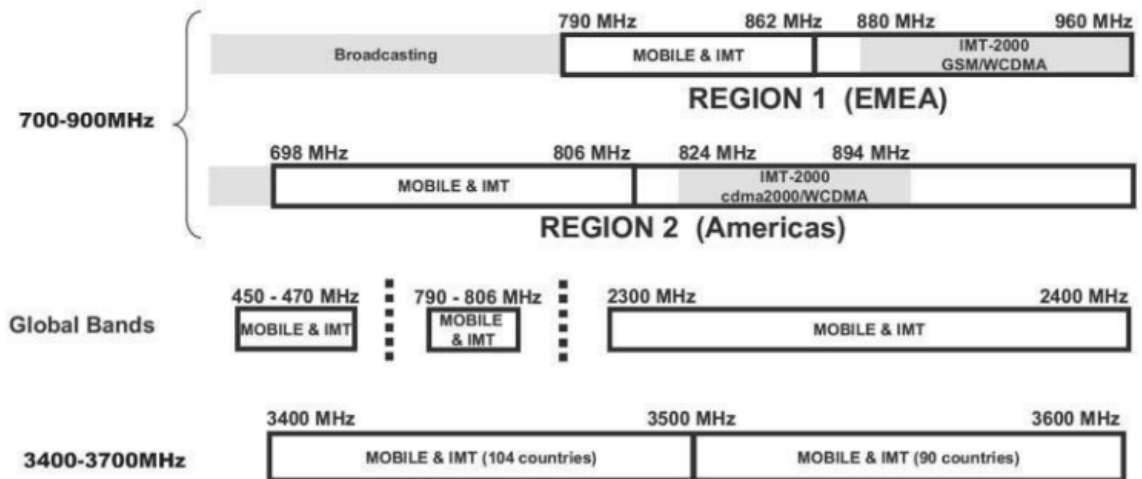 790 MHz 862 MHz 880 MHz 960 MHz
Broadcasting MOBILE & IMT IMT-2000
GSM/WCDMA
REGION 1 (EMEA)
700-900MHz
698 MHz 806 MHz 824 MHz 894 MHz
MOBILE & IMT IMT-2000
cdma2000/WCDMA
REGION 2 (Americas)
450 - 470 MHz 790 - 806 MHz 2300 MHz 2400 MHz
Global Bands MOBILE & IMT MOBILE
& IMT MOBILE & IMT
3400 MHz 3500 MHz 3600 MHz
3400-3700MHz MOBILE & IMT (104 countries) MOBILE & IMT (90 countries)